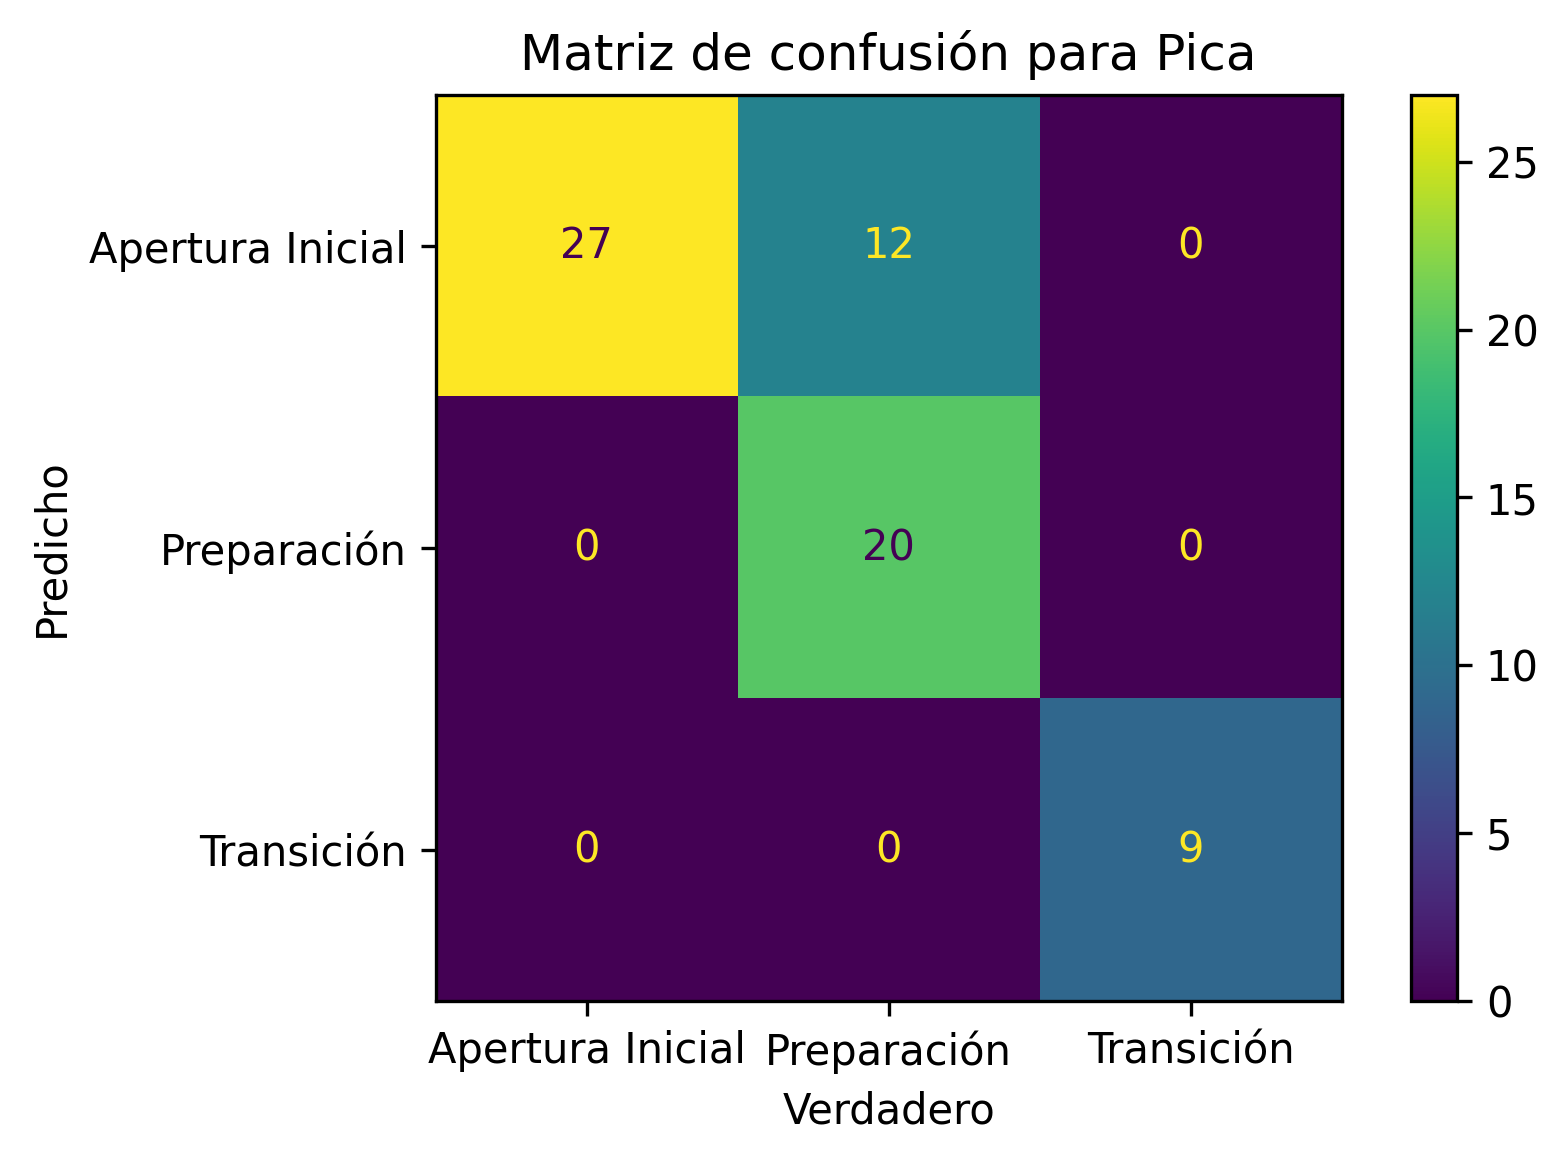 Matriz de confusión para Pica
Predicho
Apertura Inicial
27 12 0
Preparación
0 20 0
Transición
0 0 9
Apertura Inicial Preparación Transición
Verdadero
25
20
15
10
5
0